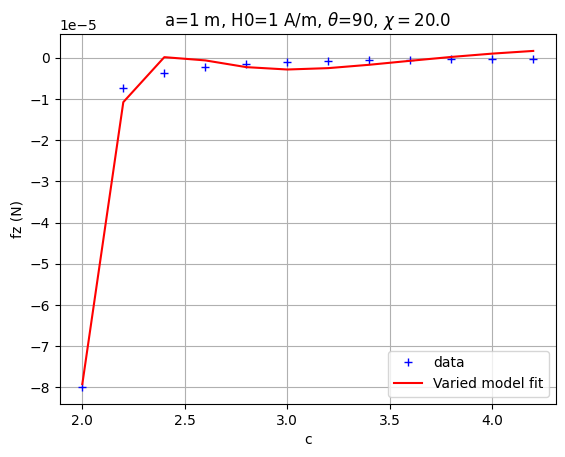 a=1 m, H0=1 A/m, θ=90, χ = 20.0
1e−5
0
−1
−2
−3
−4
−5
−6
−7
−8
fz (N)
2.0 2.5 3.0 3.5 4.0
c
data
Varied model fit